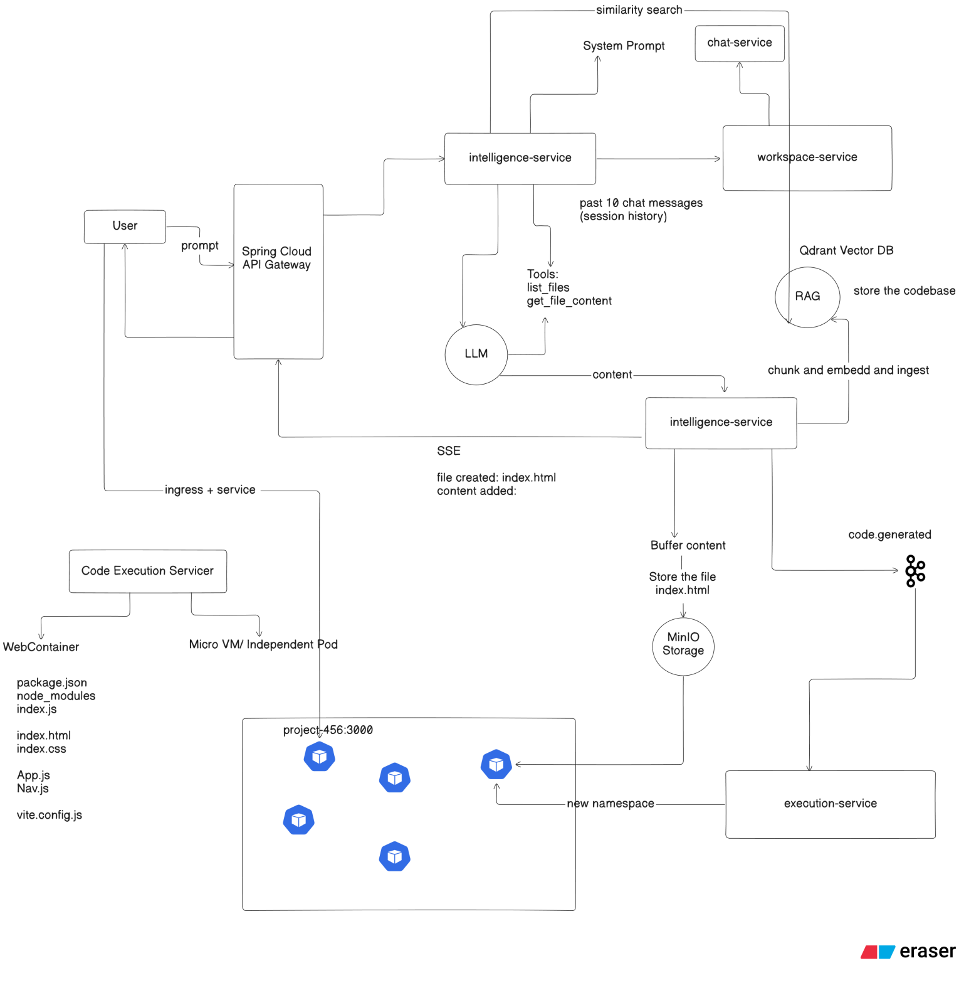 similarity search
System Prompt
chat-service
intelligence-service
workspace-service
past 10 chat messages
(session history)
User
prompt
Spring Cloud
API Gateway
Qdrant Vector DB
RAG
store the codebase
Tools:
list_files
get_file_content
LLM
content
chunk and embedd and ingest
intelligence-service
SSE
file created: index.html
content added:
ingress + service
Buffer content
code.generated
Store the file
index.html
Code Execution Servicer
MinIO
Storage
WebContainer
Micro VM/ Independent Pod
package.json
node_modules
index.js
index.html
index.css
App.js
Nav.js
vite.config.js
project-456:3000
new namespace
execution-service
eraser